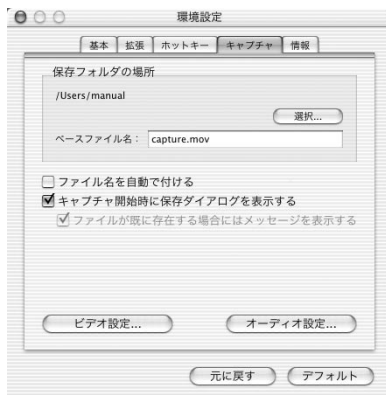 環境設定
基本 拡張 ホットキー キャプチャ 情報
保存フォルダの場所
/Users/manual
選択...
ベースファイル名： capture.mov
ファイル名を自動で付ける
キャプチャ開始時に保存ダイアログを表示する
ファイルが既に存在する場合にはメッセージを表示する
ビデオ設定... オーディオ設定...
元に戻す デフォルト